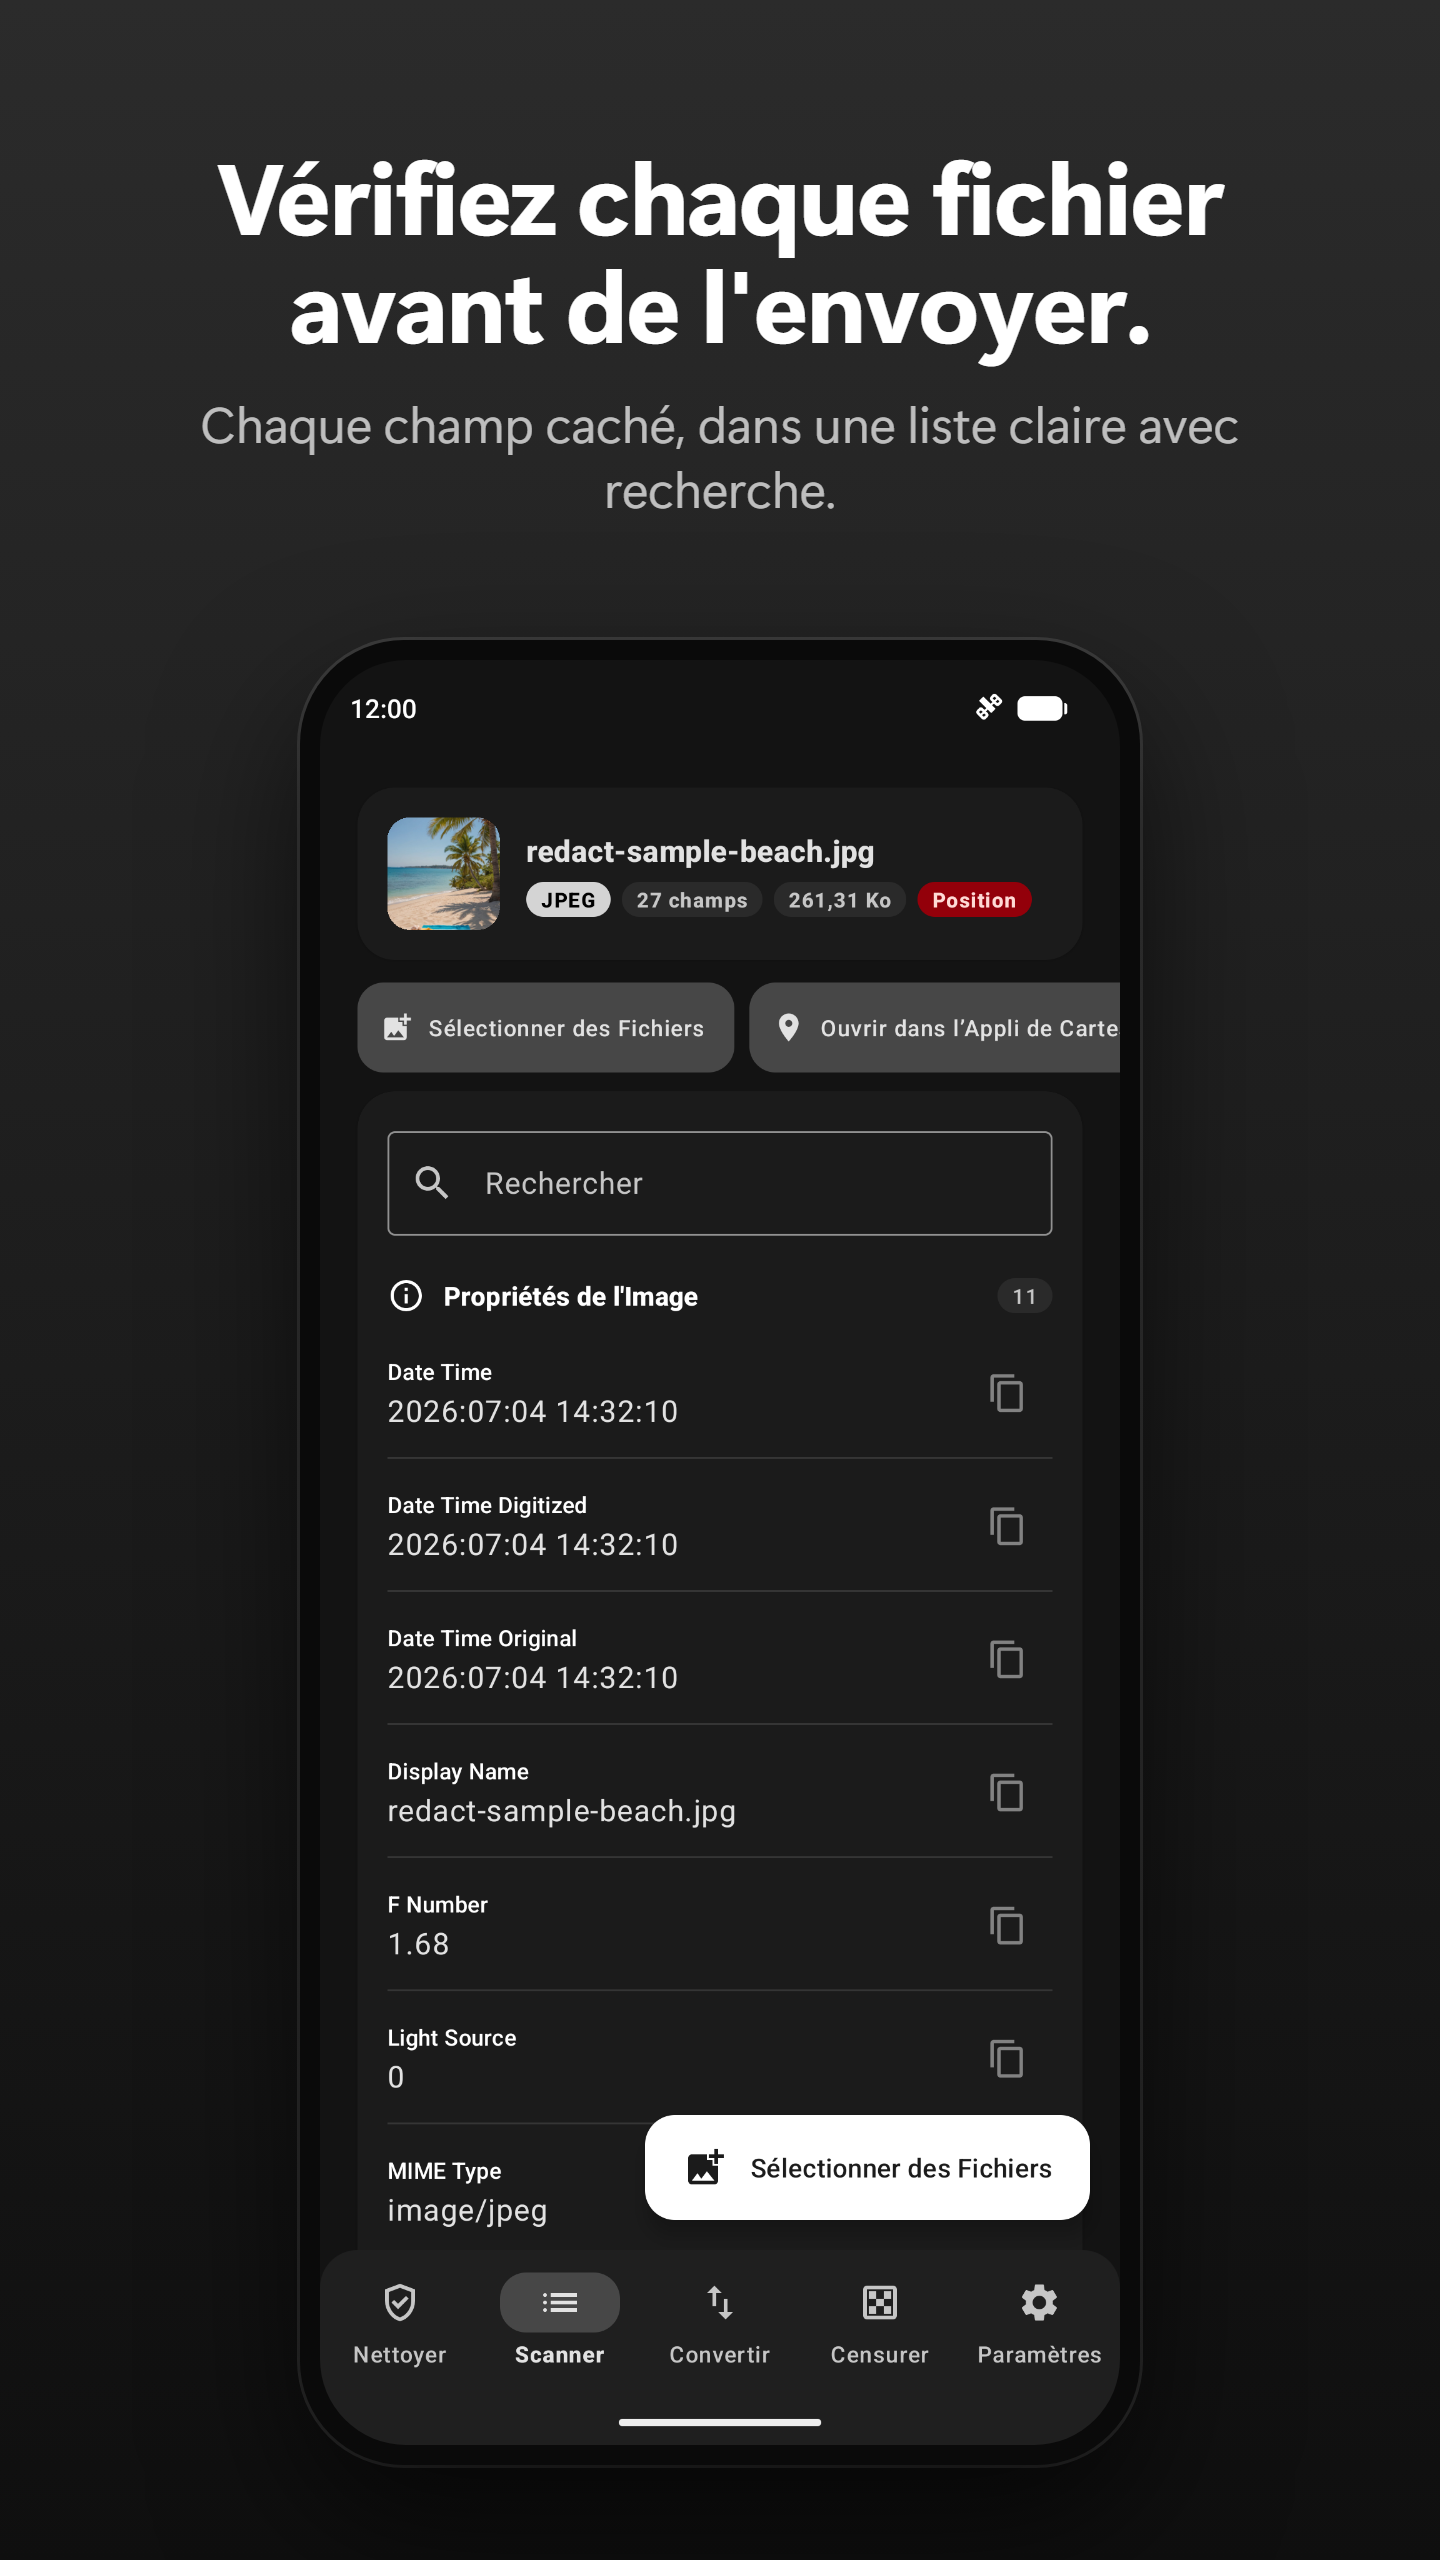 Vérifiez chaque fichier
avant de l'envoyer.
Chaque champ caché, dans une liste claire avec
recherche.
12:00
redact-sample-beach.jpg
JPEG 27 champs 261,31 Ko Position
Sélectionner des Fichiers Ouvrir dans l’Appli de Carte
Rechercher
Propriétés de l'Image 11
Date Time
2026:07:04 14:32:10
Date Time Digitized
2026:07:04 14:32:10
Date Time Original
2026:07:04 14:32:10
Display Name
redact-sample-beach.jpg
F Number
1.68
Light Source
0
MIME Type
image/jpeg
Sélectionner des Fichiers
Nettoyer Scanner Convertir Censurer Paramètres